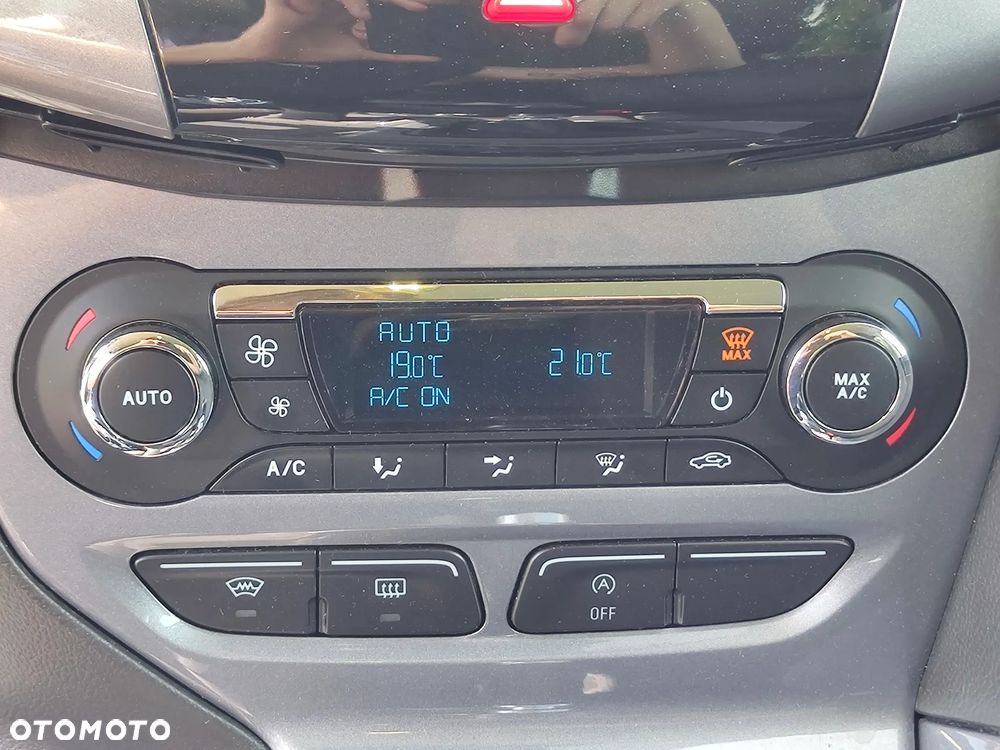 AUTO
19.0°C
21.0°C
A/C ON
MAX
AUTO
MAX
A/C
A/C
A
OFF
OTOMOTO